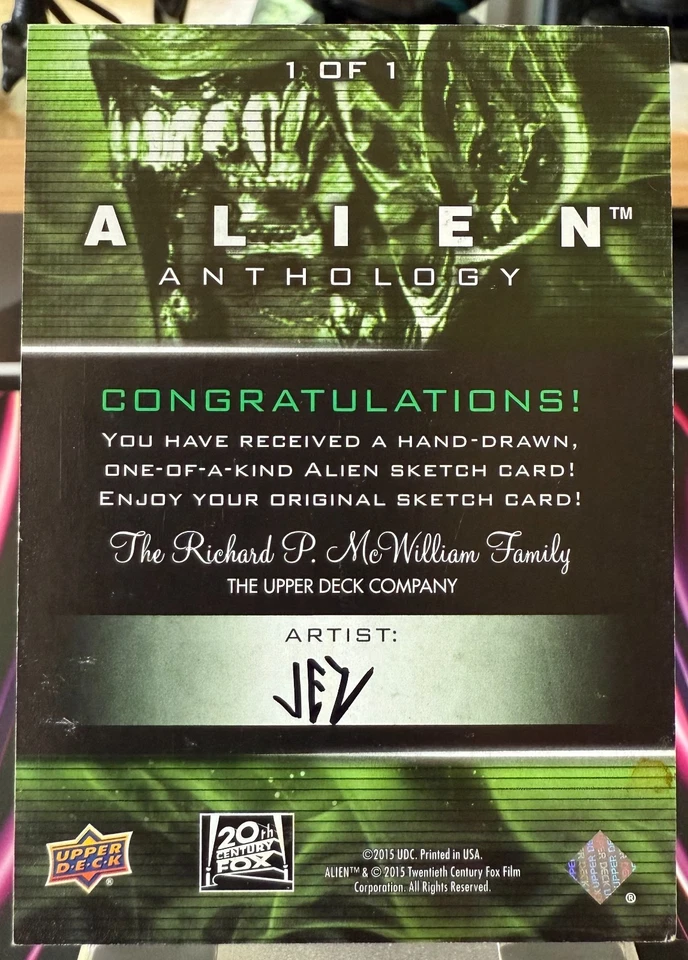 1 OF 1
ALIEN™
ANTHOLOGY
CONGRATULATIONS!
YOU HAVE RECEIVED A HAND-DRAWN,
ONE-OF-A-KIND ALIEN SKETCH CARD!
ENJOY YOUR ORIGINAL SKETCH CARD!
The Richard P. McWilliam Family
THE UPPER DECK COMPANY
ARTIST:
JEZ
UPPER
D·E·C·K
®
20th
CENTURY
FOX
©2015 UDC. Printed in USA.
ALIEN™ & © 2015 Twentieth Century Fox Film
Corporation. All Rights Reserved.
®